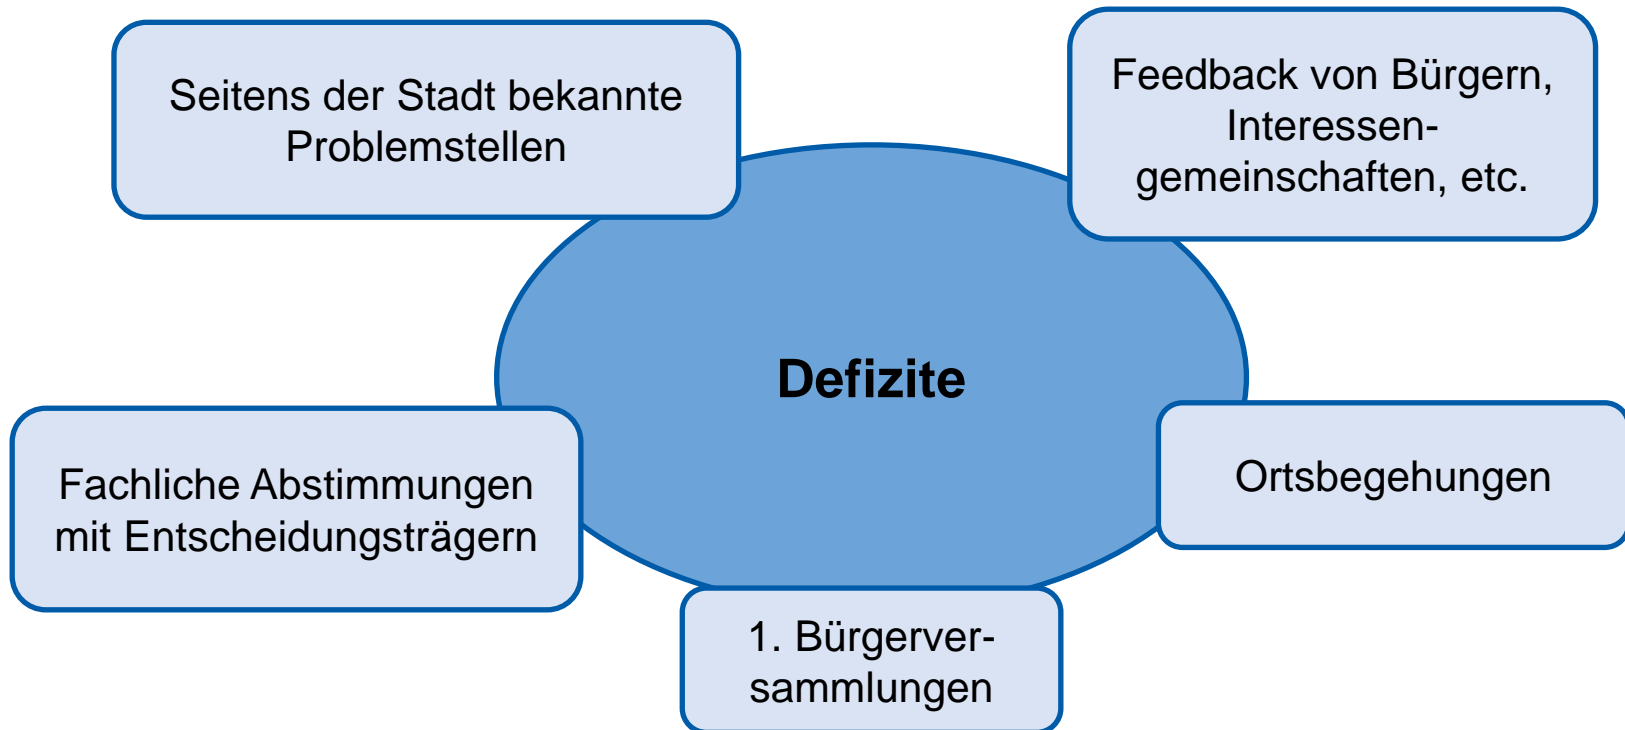 Seitens der Stadt bekannte
Problemstellen
Feedback von Bürgern,
Interessen-
gemeinschaften, etc.
Defizite
Fachliche Abstimmungen
mit Entscheidungsträgern
Ortsbegehungen
1. Bürgerver-
sammlungen